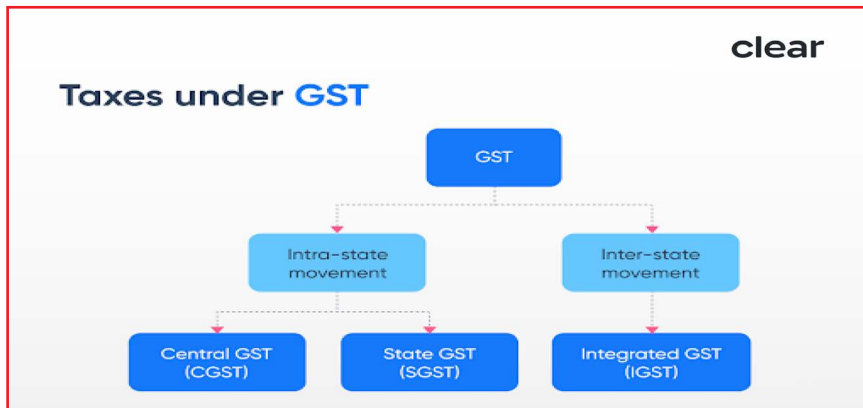 clear
Taxes under GST
GST
Intra-state
movement
Inter-state
movement
Central GST
(CGST)
State GST
(SGST)
Integrated GST
(IGST)